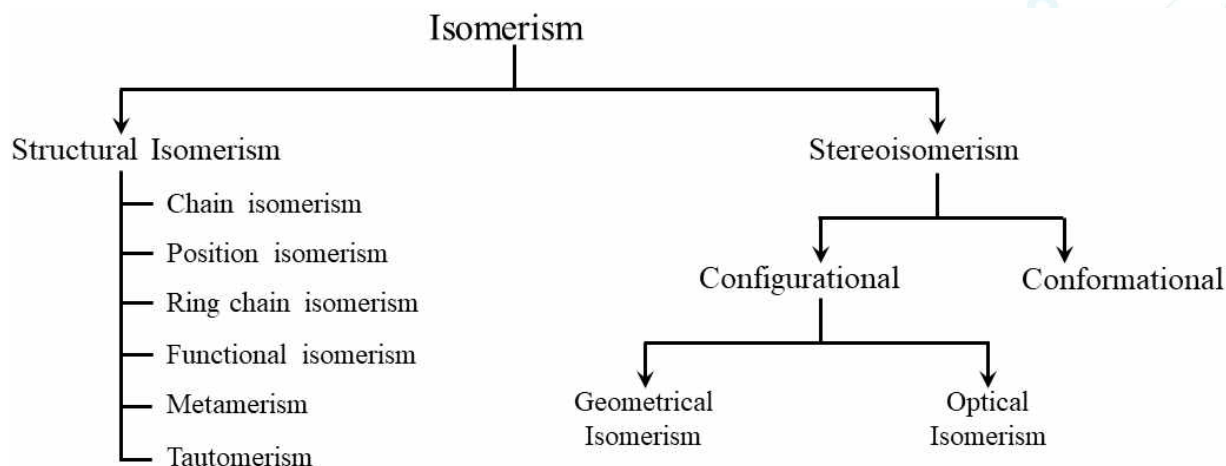 Isomerism
Structural Isomerism
Chain isomerism
Position isomerism
Ring chain isomerism
Functional isomerism
Metamerism
Tautomerism
Stereoisomerism
Configurational
Conformational
Geometrical
Isomerism
Optical
Isomerism